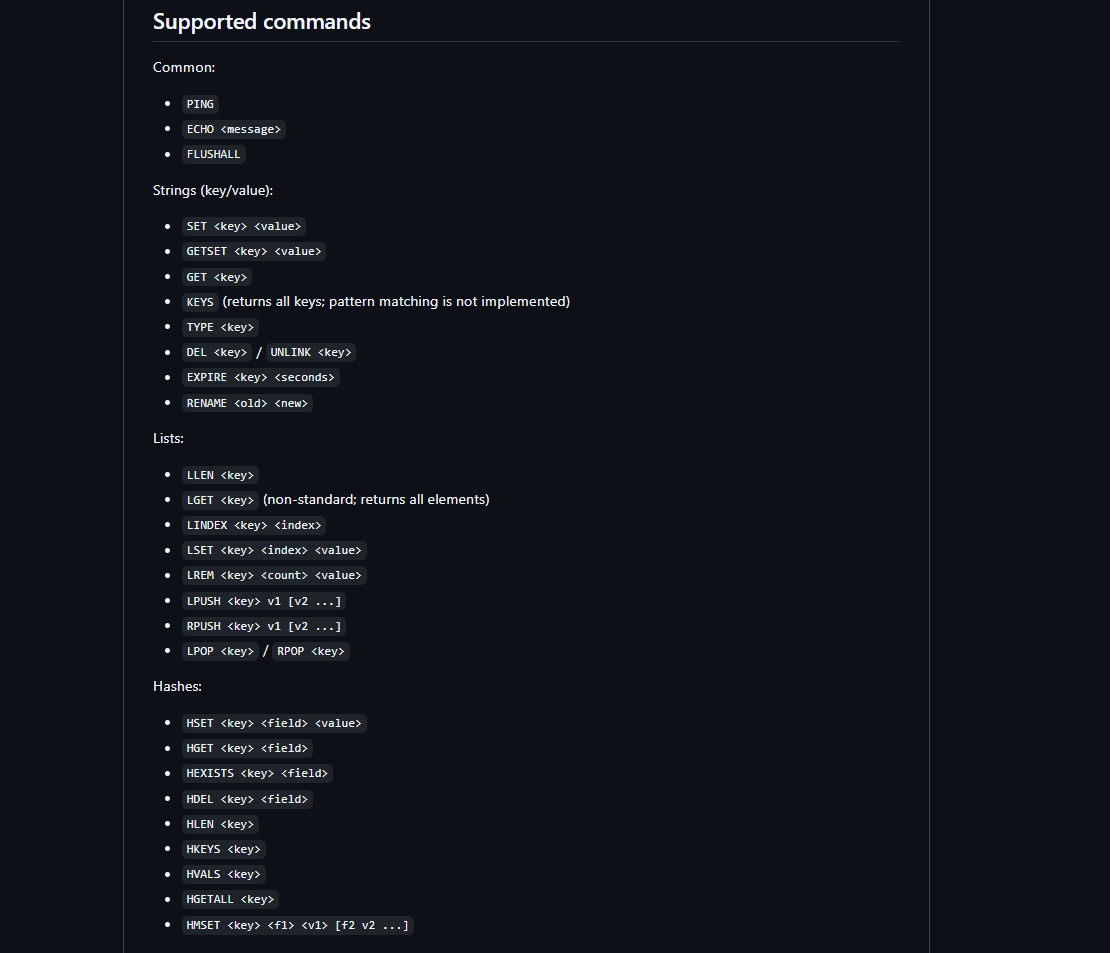 Supported commands
Common:
PING
ECHO <message>
FLUSHALL
Strings (key/value):
SET <key> <value>
GETSET <key> <value>
GET <key>
KEYS (returns all keys; pattern matching is not implemented)
TYPE <key>
DEL <key> / UNLINK <key>
EXPIRE <key> <seconds>
RENAME <old> <new>
Lists:
LLEN <key>
LGET <key> (non-standard; returns all elements)
LINDEX <key> <index>
LSET <key> <index> <value>
LREM <key> <count> <value>
LPUSH <key> v1 [v2 ...]
RPUSH <key> v1 [v2 ...]
LPOP <key> / RPOP <key>
Hashes:
HSET <key> <field> <value>
HGET <key> <field>
HEXISTS <key> <field>
HDEL <key> <field>
HLEN <key>
HKEYS <key>
HVALS <key>
HGETALL <key>
HMSET <key> <f1> <v1> [f2 v2 ...]